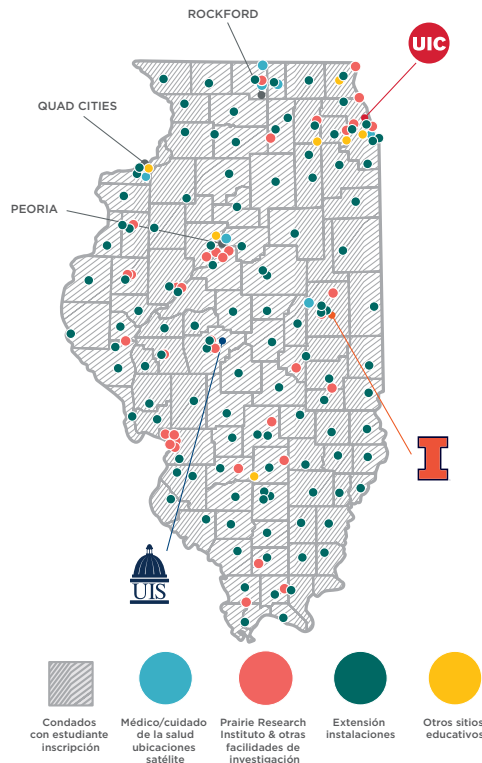 ROCKFORD
UIC
QUAD CITIES
PEORIA
I
UIS
Condados
con estudiante
inscripción
Médico/cuidado
de la salud
ubicaciones
satélite
Prairie Research
Instituto & otras
facilidades de
investigación
Extensión
instalaciones
Otros sitios
educativos